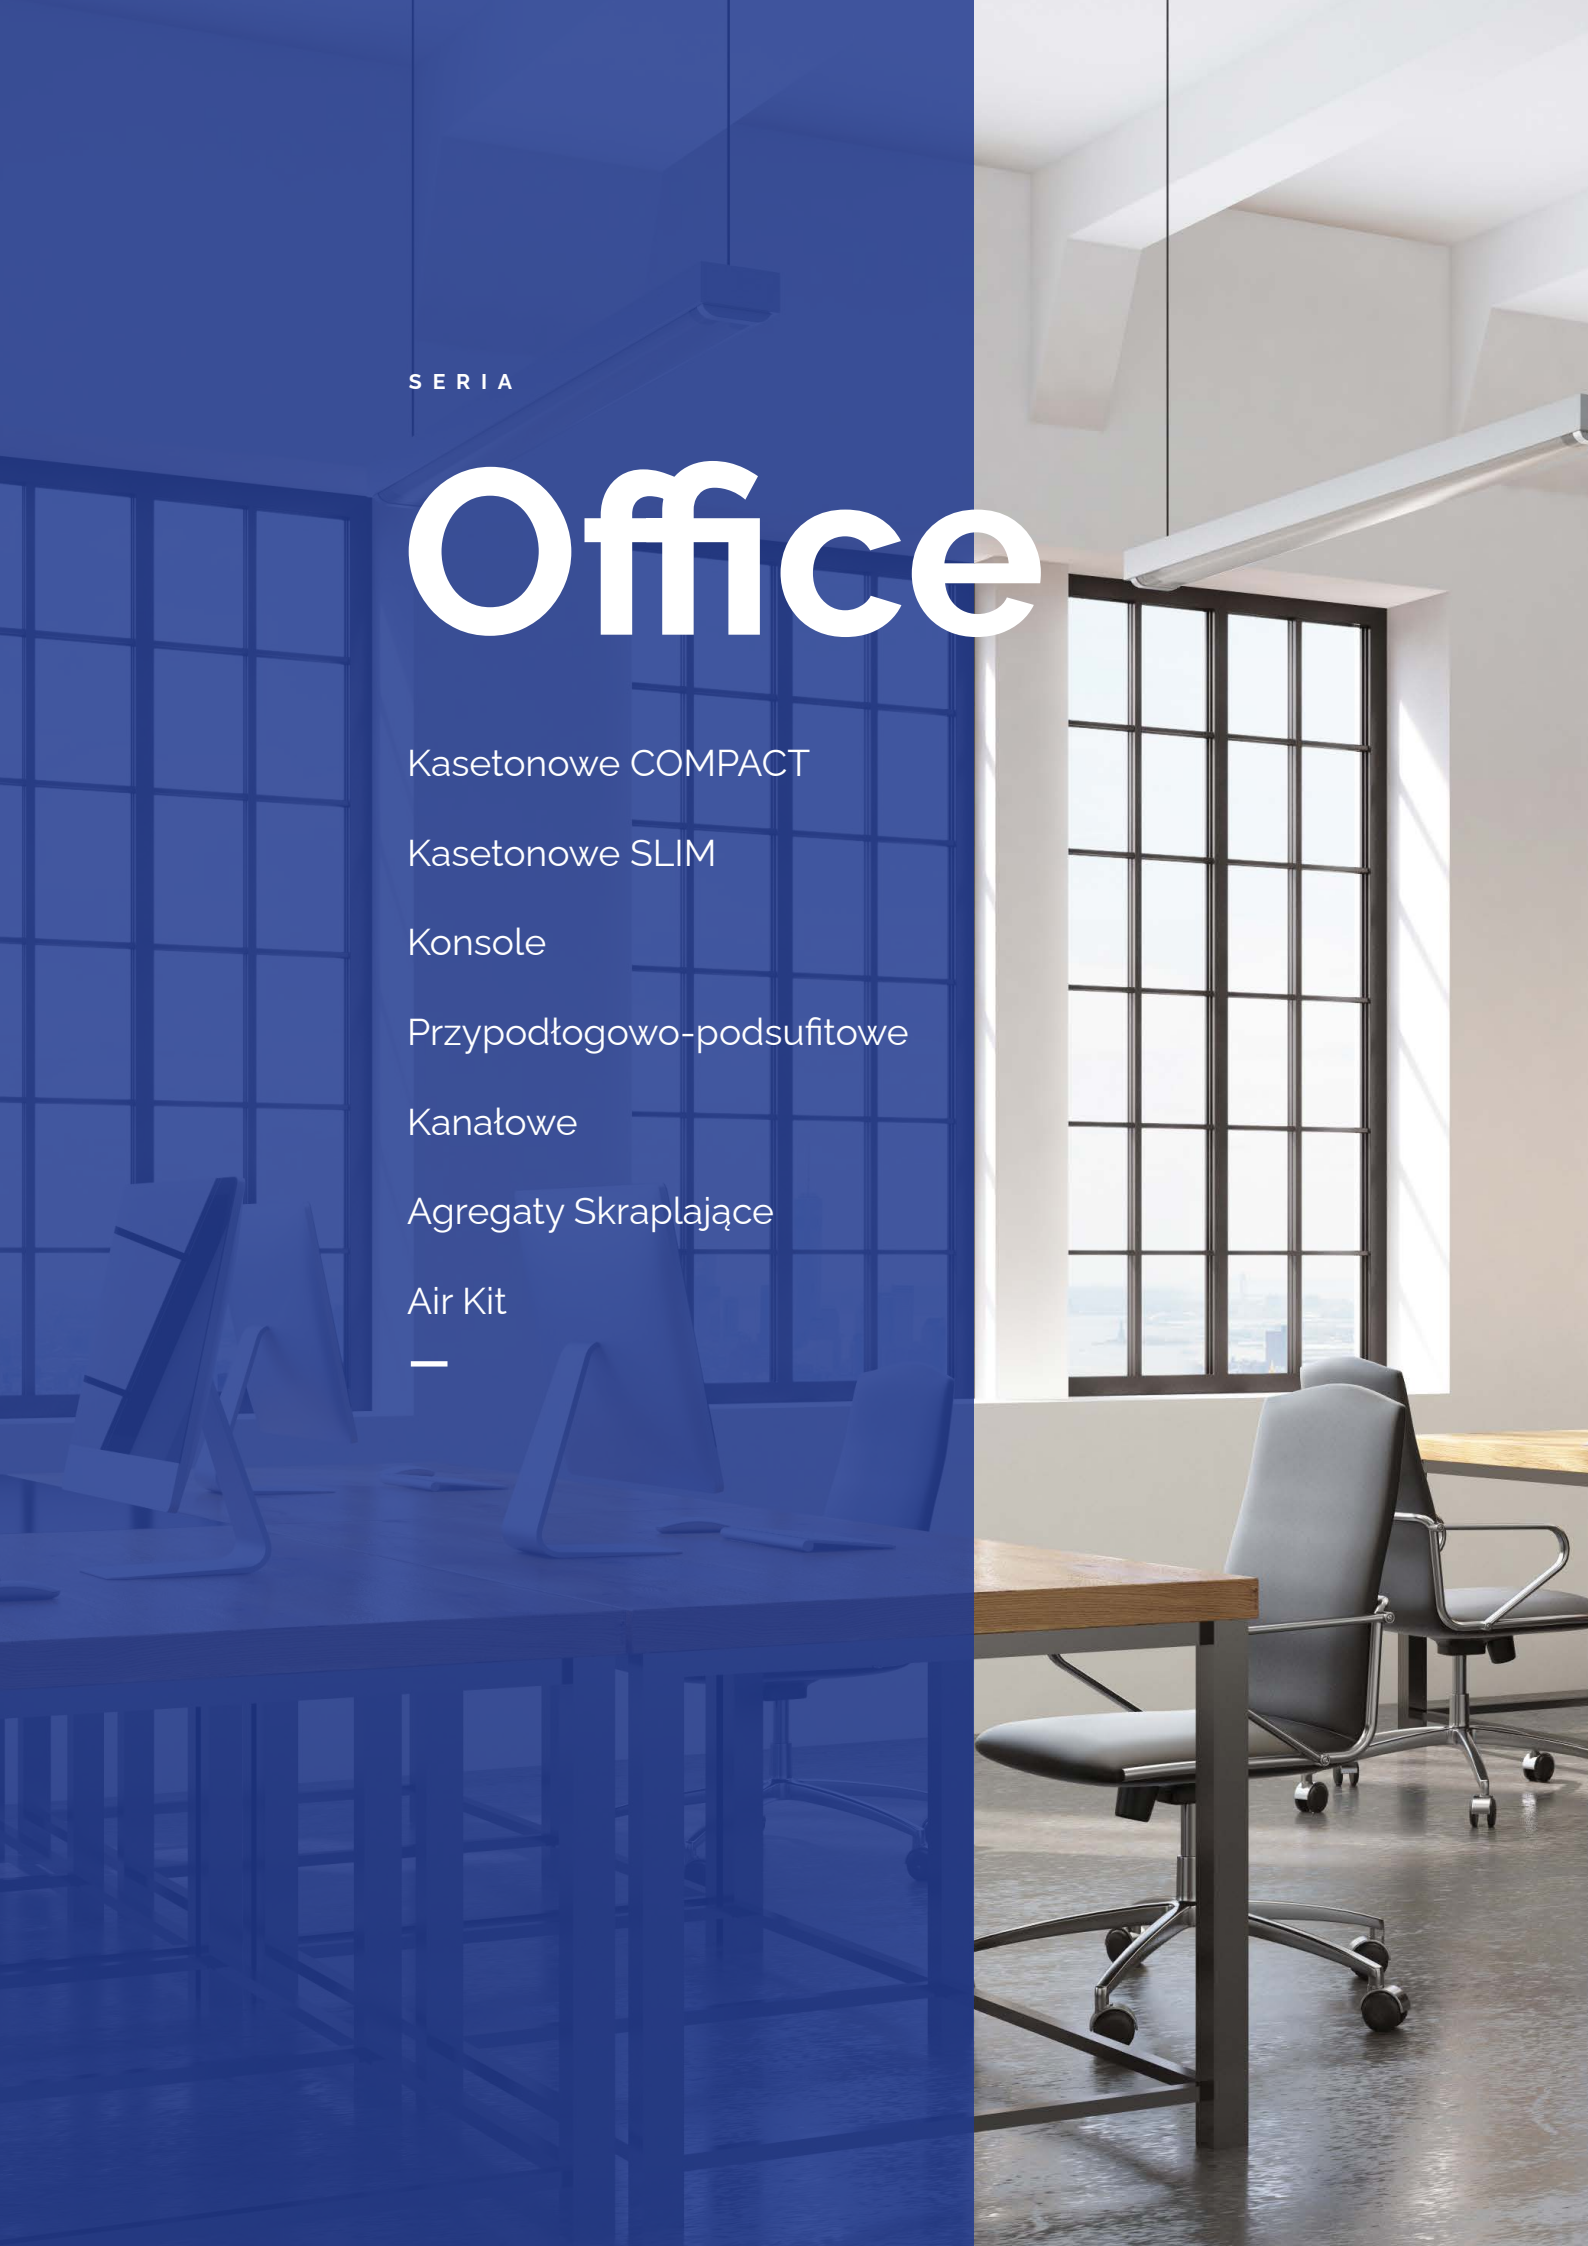 SERIA
Office
Kasetonowe COMPACT
Kasetonowe SLIM
Konsole
Przypodłogowo-podsufitowe
Kanałowe
Agregaty Skraplające
Air Kit